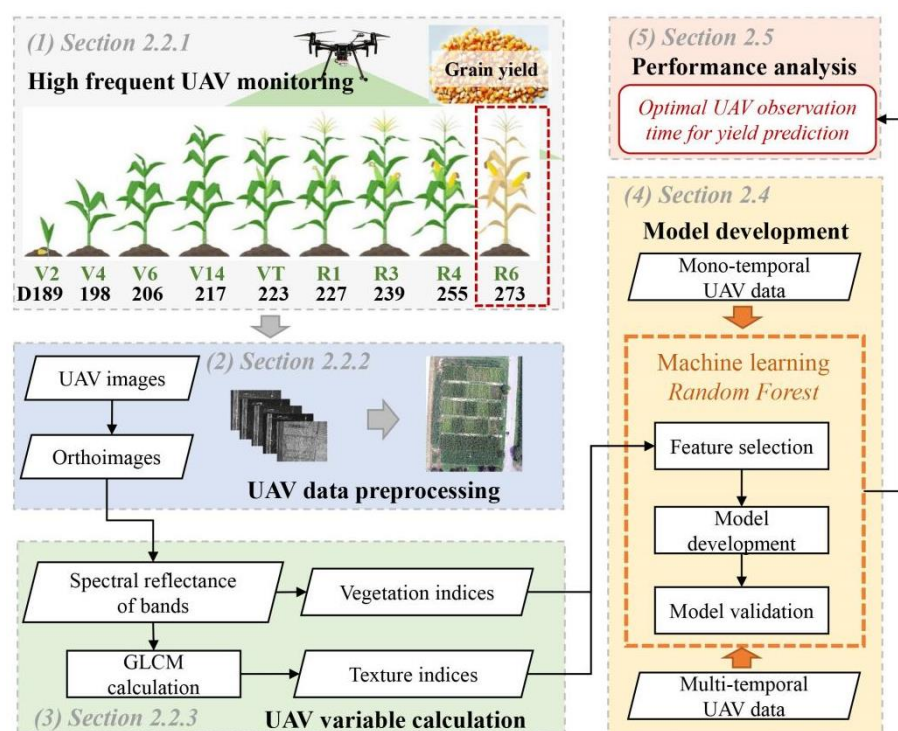 (1) Section 2.2.1
High frequent UAV monitoring
Grain yield
V2 V4 V6 V14 VT R1 R3 R4 R6
D189 198 206 217 223 227 239 255 273
(2) Section 2.2.2
UAV images
Orthoimages
UAV data preprocessing
Spectral reflectance
of bands
Vegetation indices
GLCM
calculation
Texture indices
(3) Section 2.2.3
UAV variable calculation
(5) Section 2.5
Performance analysis
Optimal UAV observation
time for yield prediction
(4) Section 2.4
Model development
Mono-temporal
UAV data
Machine learning
Random Forest
Feature selection
Model
development
Model validation
Multi-temporal
UAV data